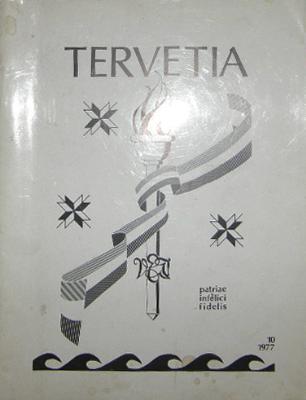 TERVETIA
patriae
infelici
fidelis
10
1977